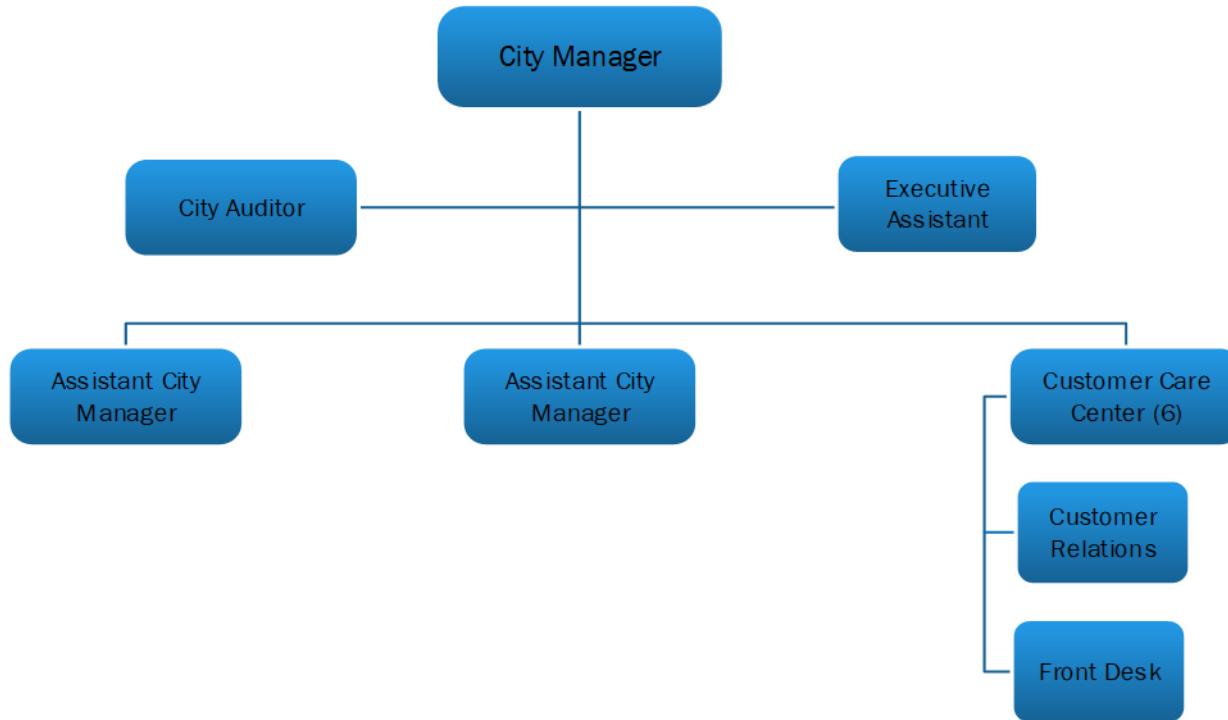 City Manager
City Auditor
Executive
Assistant
Assistant City
Manager
Assistant City
Manager
Customer Care
Center (6)
Customer
Relations
Front Desk